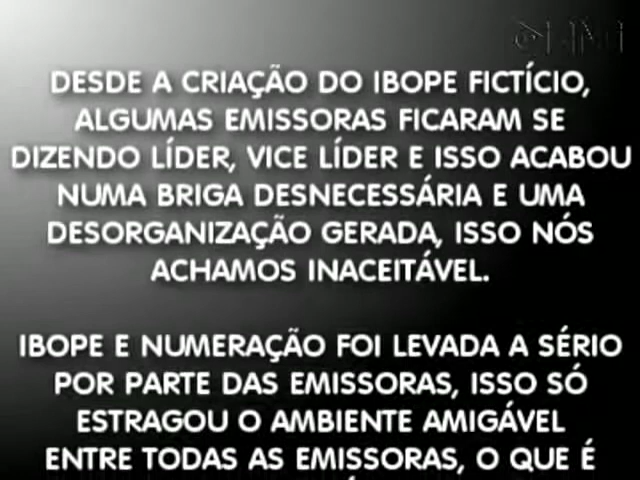 DESDE A CRIAÇÃO DO IBOPE FICTÍCIO,
ALGUMAS EMISSORAS FICARAM SE
DIZENDO LÍDER, VICE LÍDER E ISSO ACABOU
NUMA BRIGA DESNECESSÁRIA E UMA
DESORGANIZAÇÃO GERADA, ISSO NÓS
ACHAMOS INACEITÁVEL.
IBOPE E NUMERAÇÃO FOI LEVADA A SÉRIO
POR PARTE DAS EMISSORAS, ISSO SÓ
ESTRAGOU O AMBIENTE AMIGÁVEL
ENTRE TODAS AS EMISSORAS, O QUE É